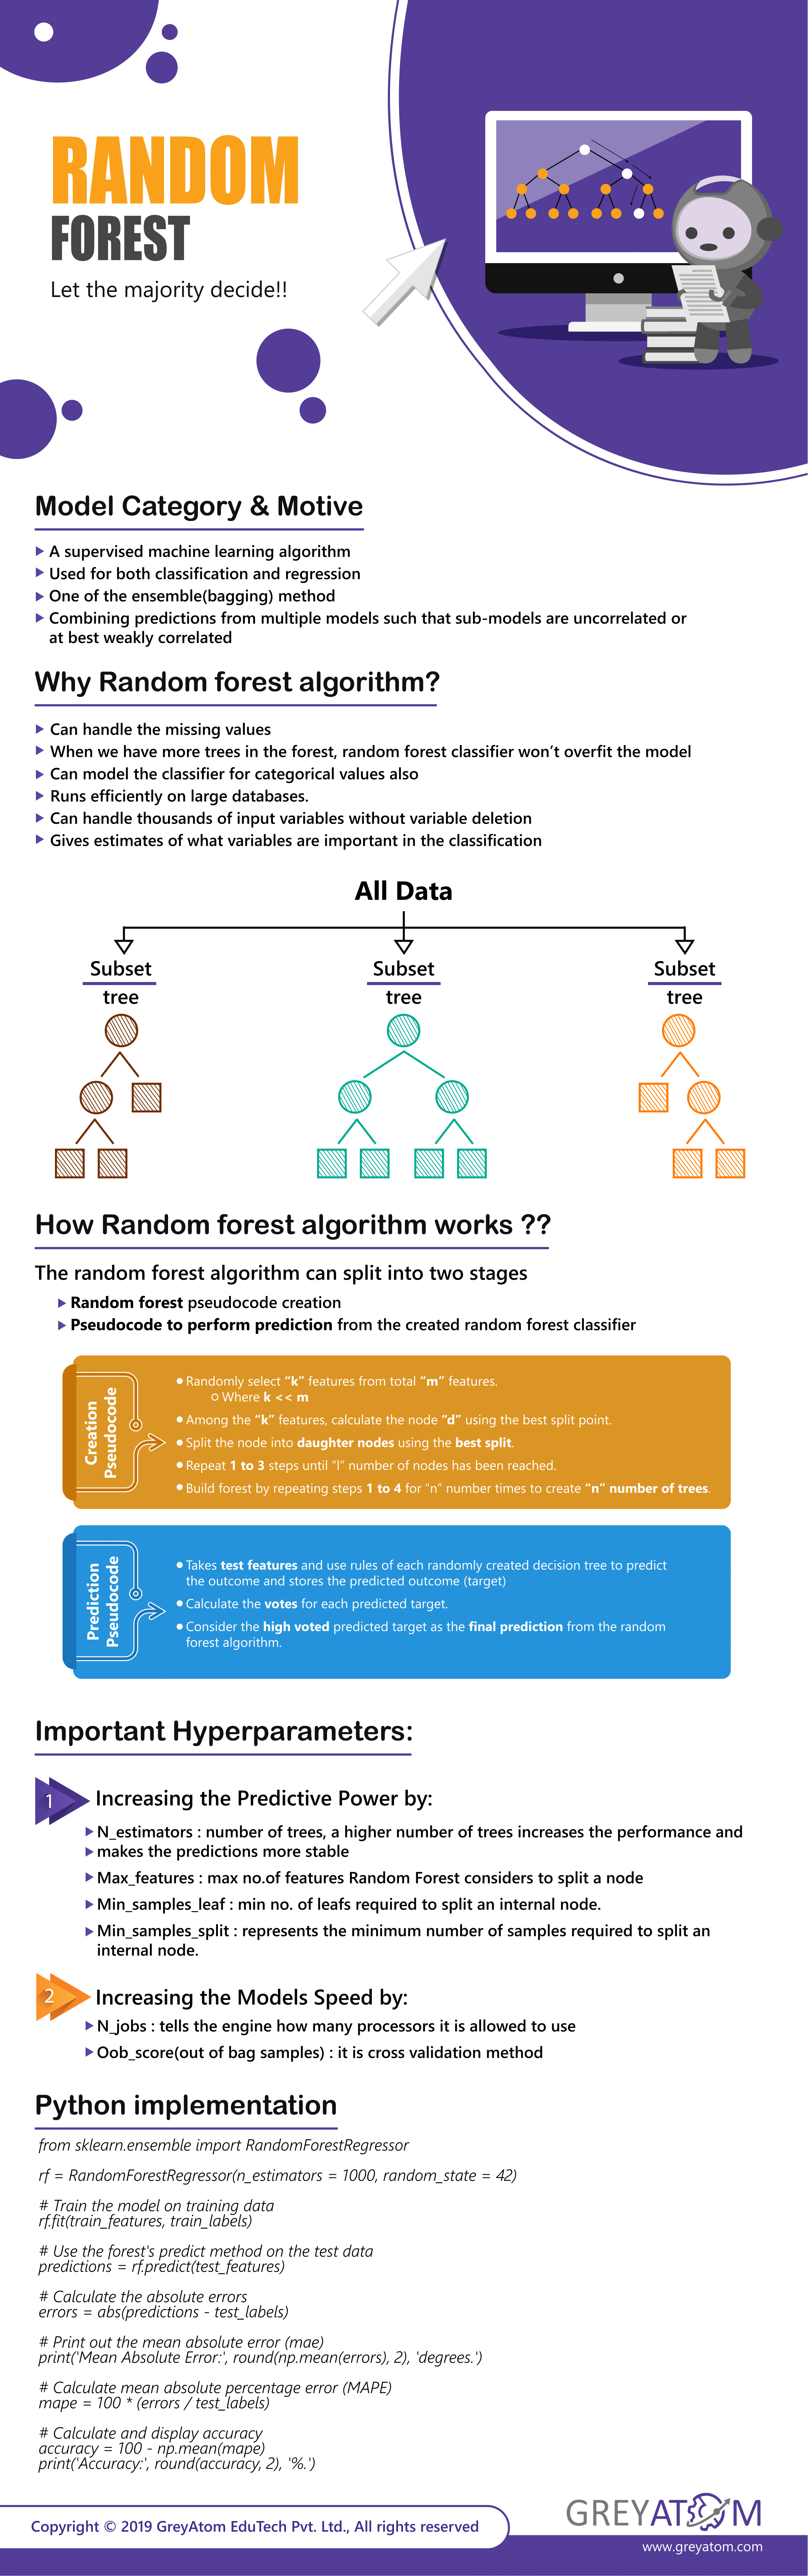 RANDOM
FOREST
Let the majority decide!!
Model Category & Motive
A supervised machine learning algorithm
Used for both classification and regression
One of the ensemble(bagging) method
Combining predictions from multiple models such that sub-models are uncorrelated or
at best weakly correlated
Why Random forest algorithm?
Can handle the missing values
When we have more trees in the forest, random forest classifier won't overfit the model
Can model the classifier for categorical values also
Runs efficiently on large databases.
Can handle thousands of input variables without variable deletion
Gives estimates of what variables are important in the classification
All Data
Subset Subset Subset
tree tree tree
How Random forest algorithm works ??
The random forest algorithm can split into two stages
Random forest pseudocode creation
Pseudocode to perform prediction from the created random forest classifier
Creation
Pseudocode
Randomly select “k” features from total “m” features.
Where k << m
Among the “k” features, calculate the node “d” using the best split point.
Split the node into daughter nodes using the best split.
Repeat 1 to 3 steps until “l” number of nodes has been reached.
Build forest by repeating steps 1 to 4 for “n” number times to create “n” number of trees.
Prediction
Pseudocode
Takes test features and use rules of each randomly created decision tree to predict
the outcome and stores the predicted outcome (target)
Calculate the votes for each predicted target.
Consider the high voted predicted target as the final prediction from the random
forest algorithm.
Important Hyperparameters:
1 Increasing the Predictive Power by:
N_estimators : number of trees, a higher number of trees increases the performance and
makes the predictions more stable
Max_features : max no.of features Random Forest considers to split a node
Min_samples_leaf : min no. of leafs required to split an internal node.
Min_samples_split : represents the minimum number of samples required to split an
internal node.
2 Increasing the Models Speed by:
N_jobs : tells the engine how many processors it is allowed to use
Oob_score(out of bag samples) : it is cross validation method
Python implementation
from sklearn.ensemble import RandomForestRegressor
rf = RandomForestRegressor(n_estimators = 1000, random_state = 42)
# Train the model on training data
rf.fit(train_features, train_labels)
# Use the forest's predict method on the test data
predictions = rf.predict(test_features)
# Calculate the absolute errors
errors = abs(predictions - test_labels)
# Print out the mean absolute error (mae)
print('Mean Absolute Error:', round(np.mean(errors), 2), 'degrees.')
# Calculate mean absolute percentage error (MAPE)
mape = 100 * (errors / test_labels)
# Calculate and display accuracy
accuracy = 100 - np.mean(mape)
print('Accuracy:', round(accuracy, 2), '%.')
Copyright © 2019 GreyAtom EduTech Pvt. Ltd., All rights reserved
GREYATOM
www.greyatom.com